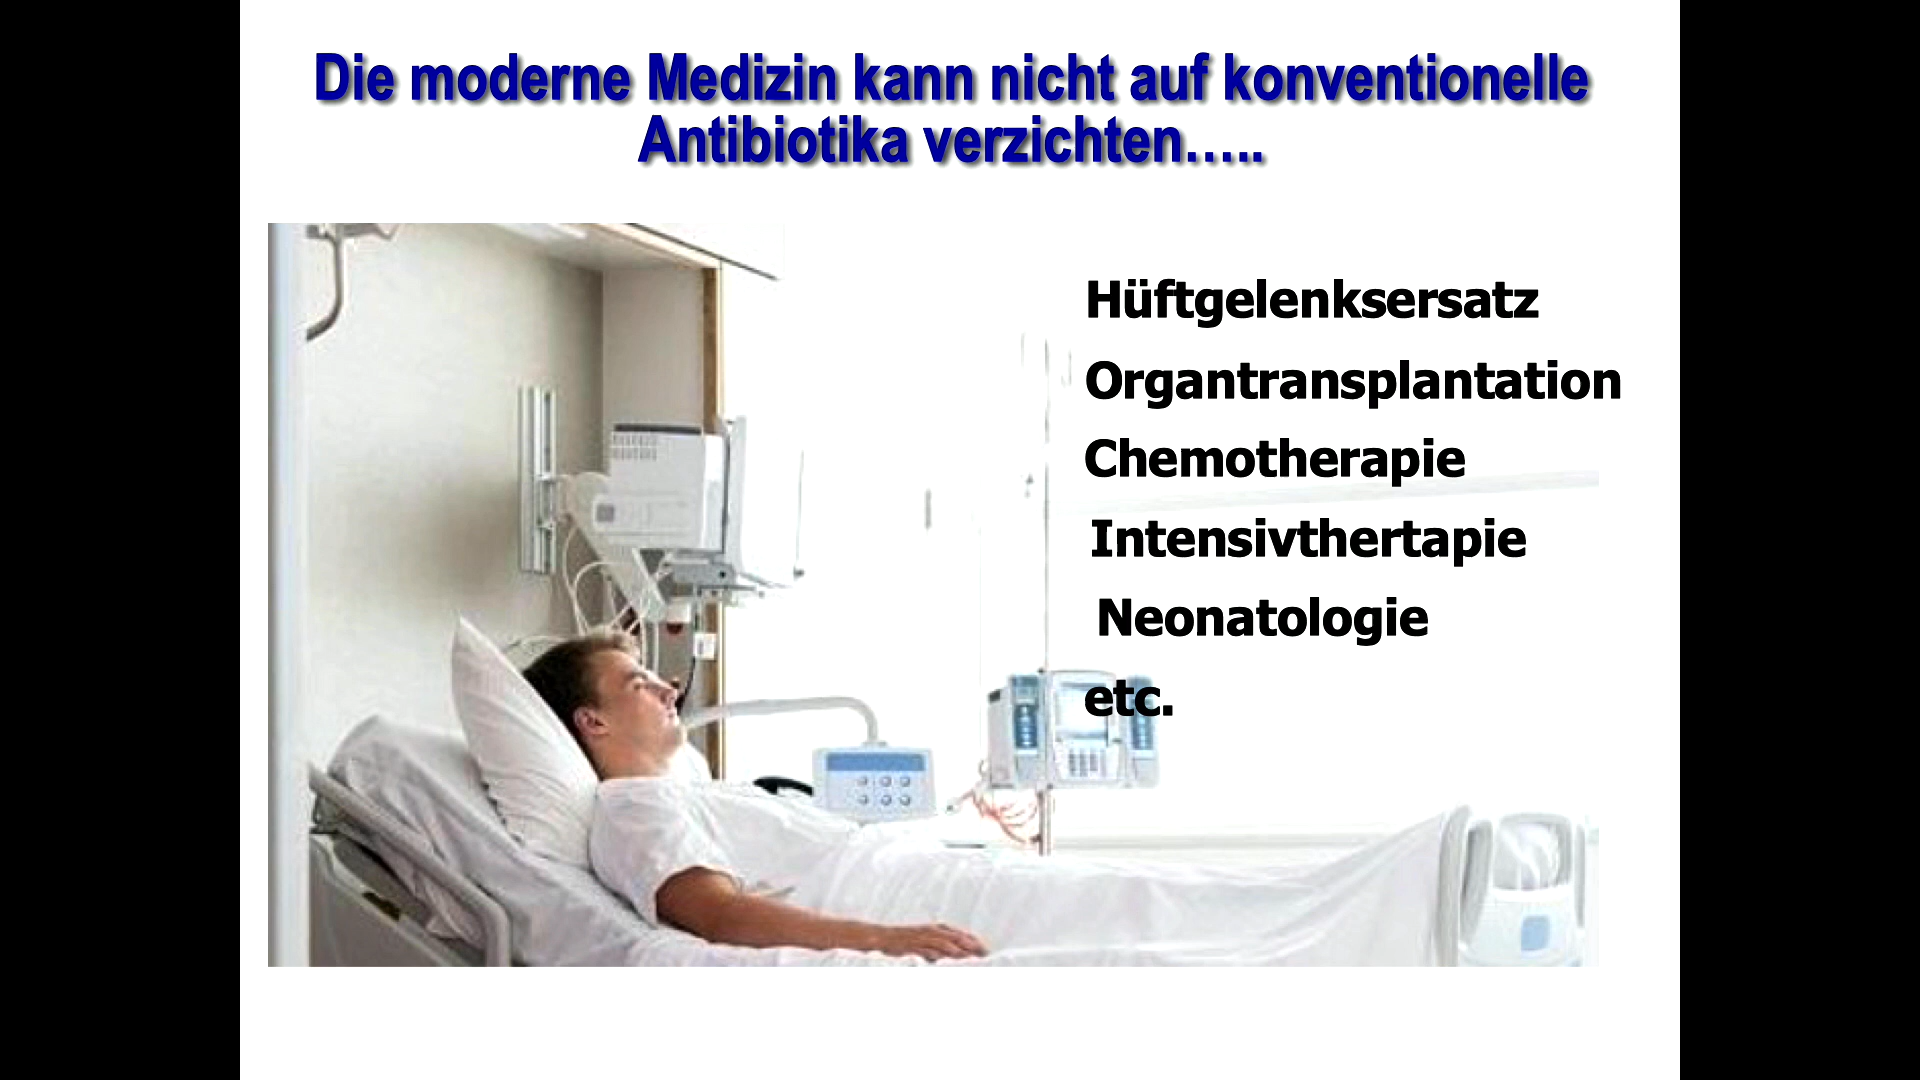 Die moderne Medizin kann nicht auf konventionelle
Antibiotika verzichten…..
Hüftgelenksersatz
Organtransplantation
Chemotherapie
Intensivthertapie
Neonatologie
etc.